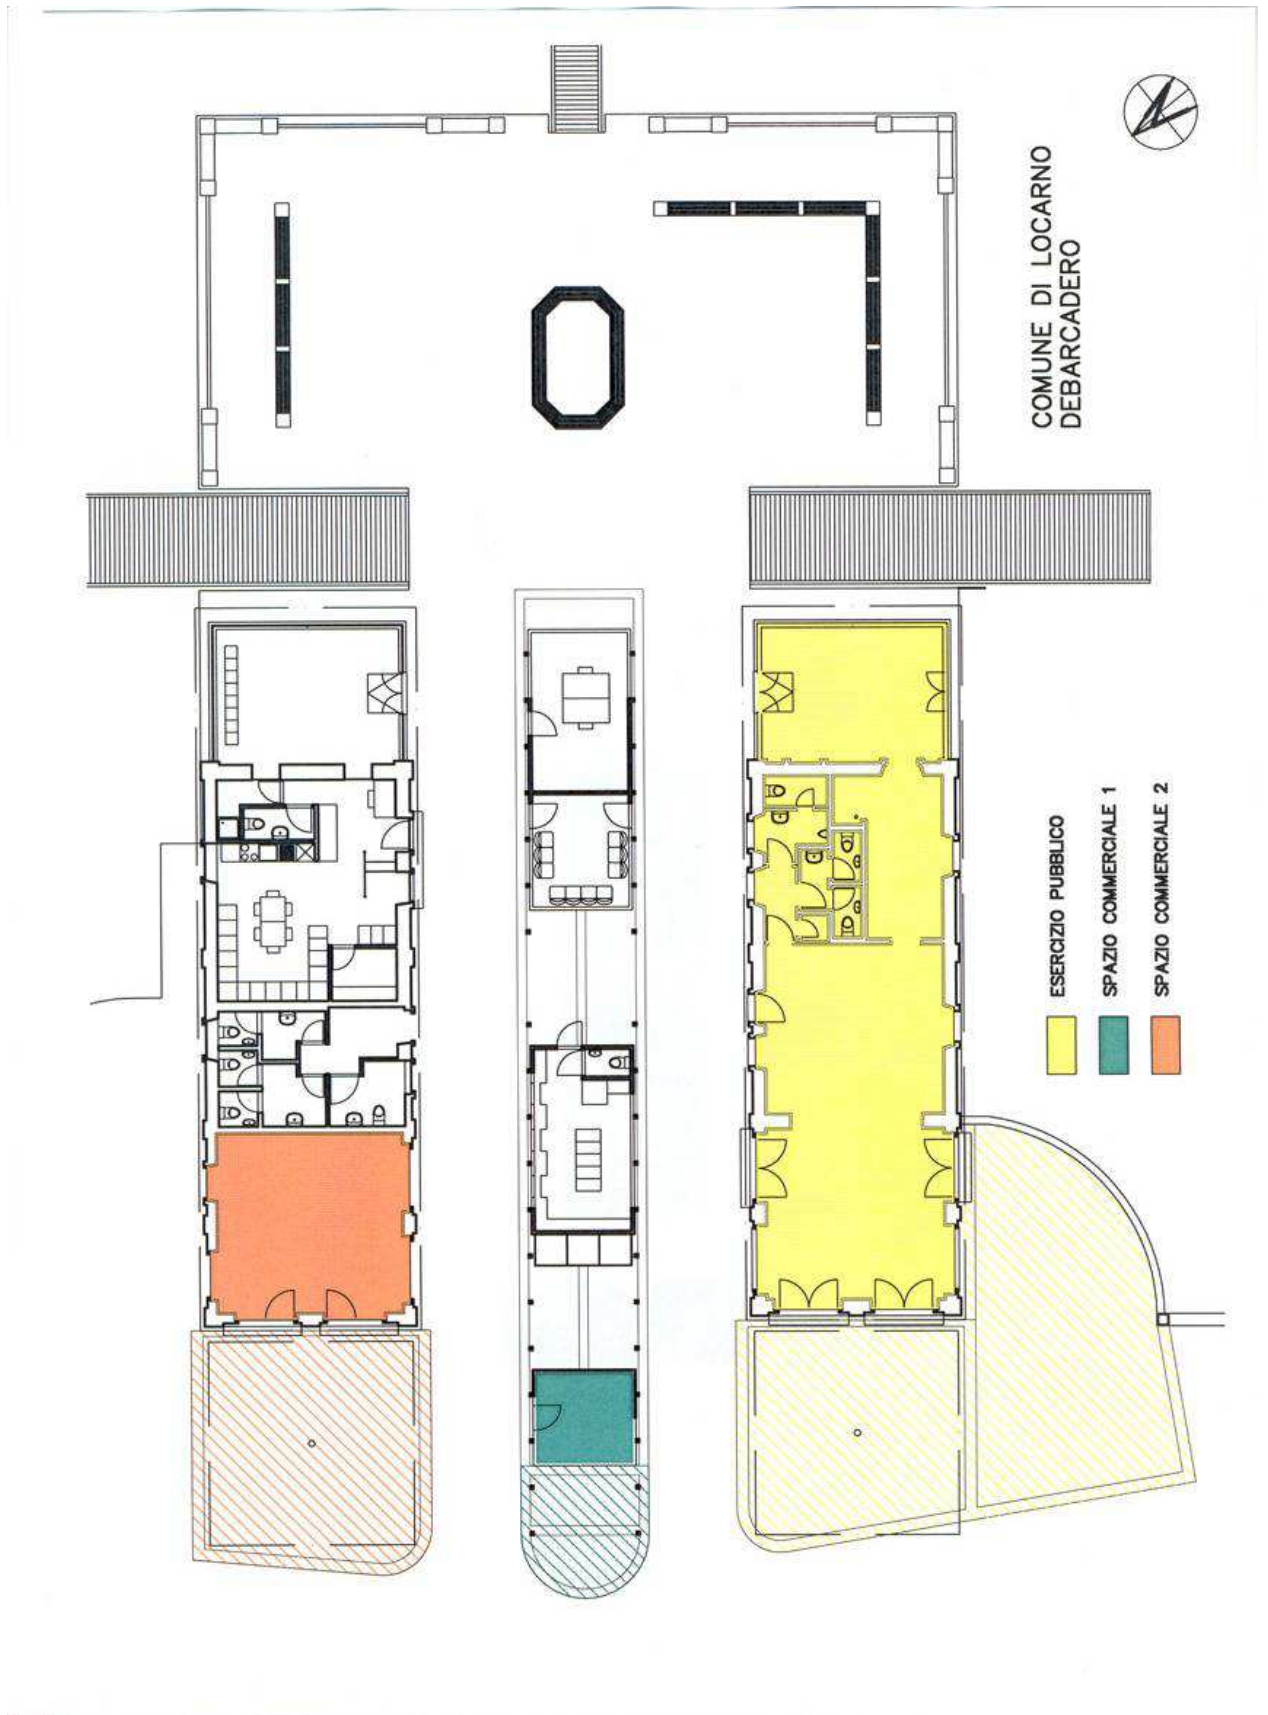 COMUNE DI LOCARNO
DEBARCADERO
ESERCIZIO PUBBLICO
SPAZIO COMMERCIALE 1
SPAZIO COMMERCIALE 2